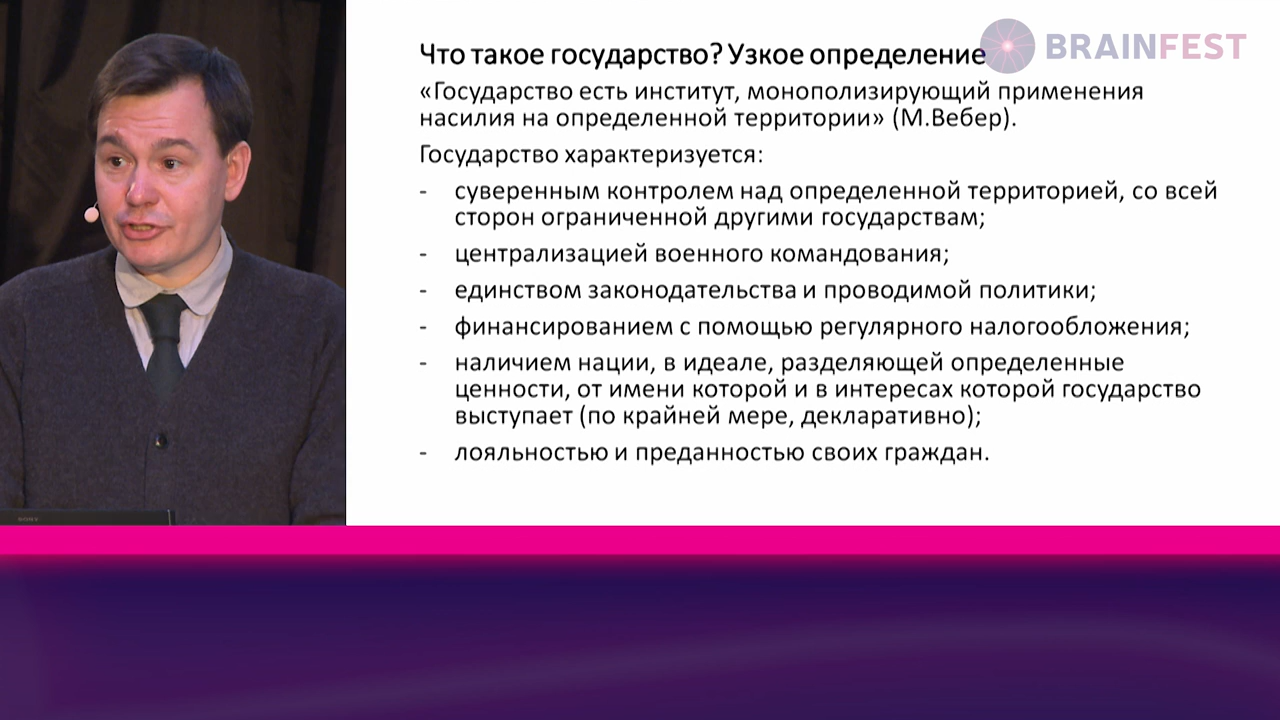 Что такое государство? Узкое определение
BRAINFEST
«Государство есть институт, монополизирующий применения
насилия на определенной территории» (М.Вебер).
Государство характеризуется:
- суверенным контролем над определенной территорией, со всей
сторон ограниченной другими государствам;
- централизацией военного командования;
- единством законодательства и проводимой политики;
- финансированием с помощью регулярного налогообложения;
- наличием нации, в идеале, разделяющей определенные
ценности, от имени которой и в интересах которой государство
выступает (по крайней мере, декларативно);
- лояльностью и преданностью своих граждан.